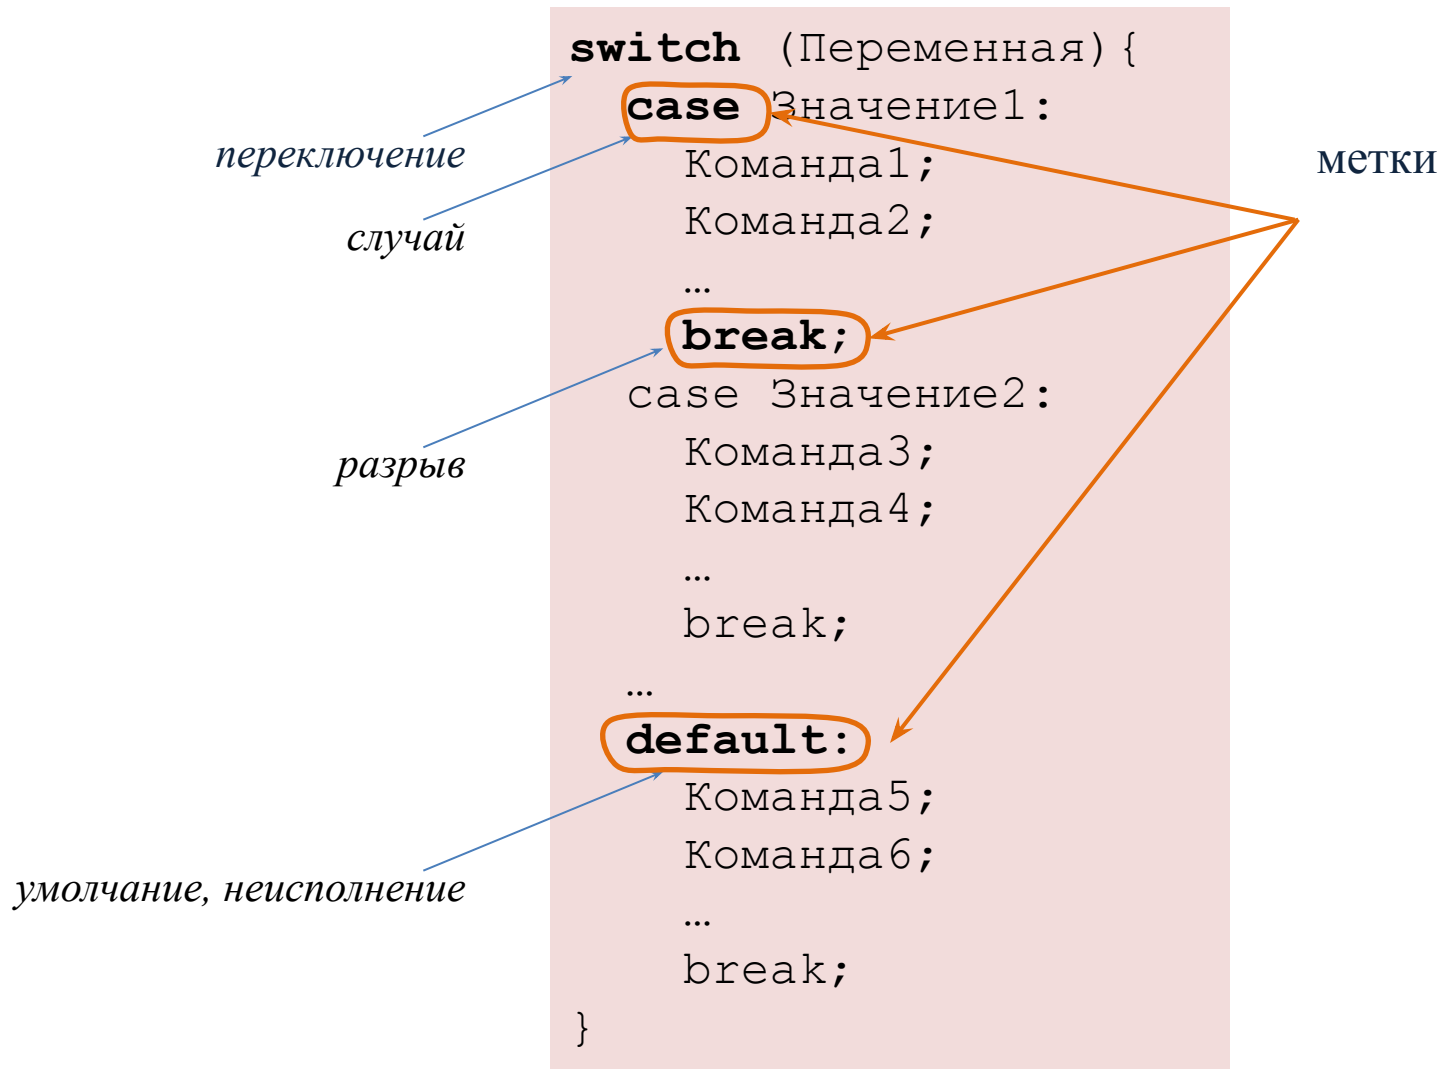 switch (Переменная){
case Значение1:
Команда1;
Команда2;
…
break;
case Значение2:
Команда3;
Команда4;
…
break;
…
default:
Команда5;
Команда6;
…
break;
}
переключение
случай
разрыв
умолчание, неисполнение
метки